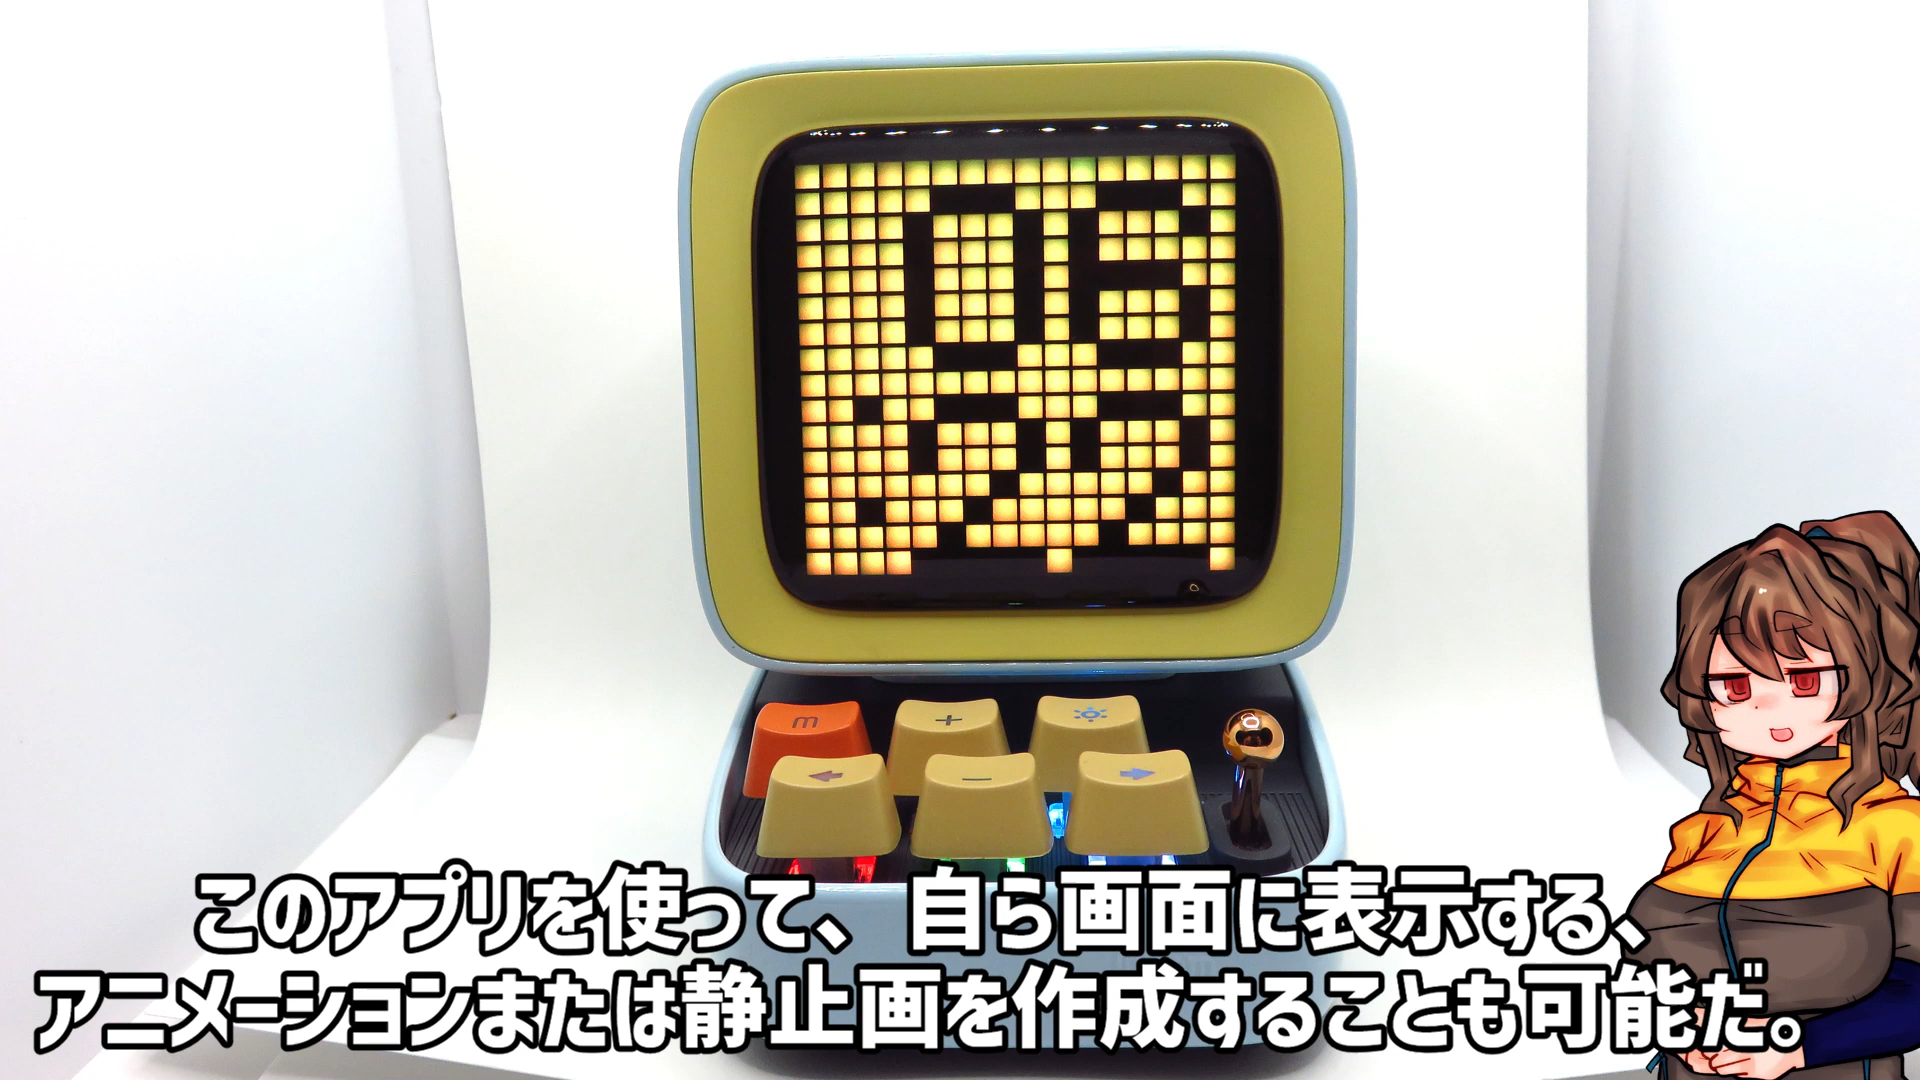 06
:22
m +
← − →
このアプリを使って、自ら画面に表示する、
アニメーションまたは静止画を作成することも可能だ。